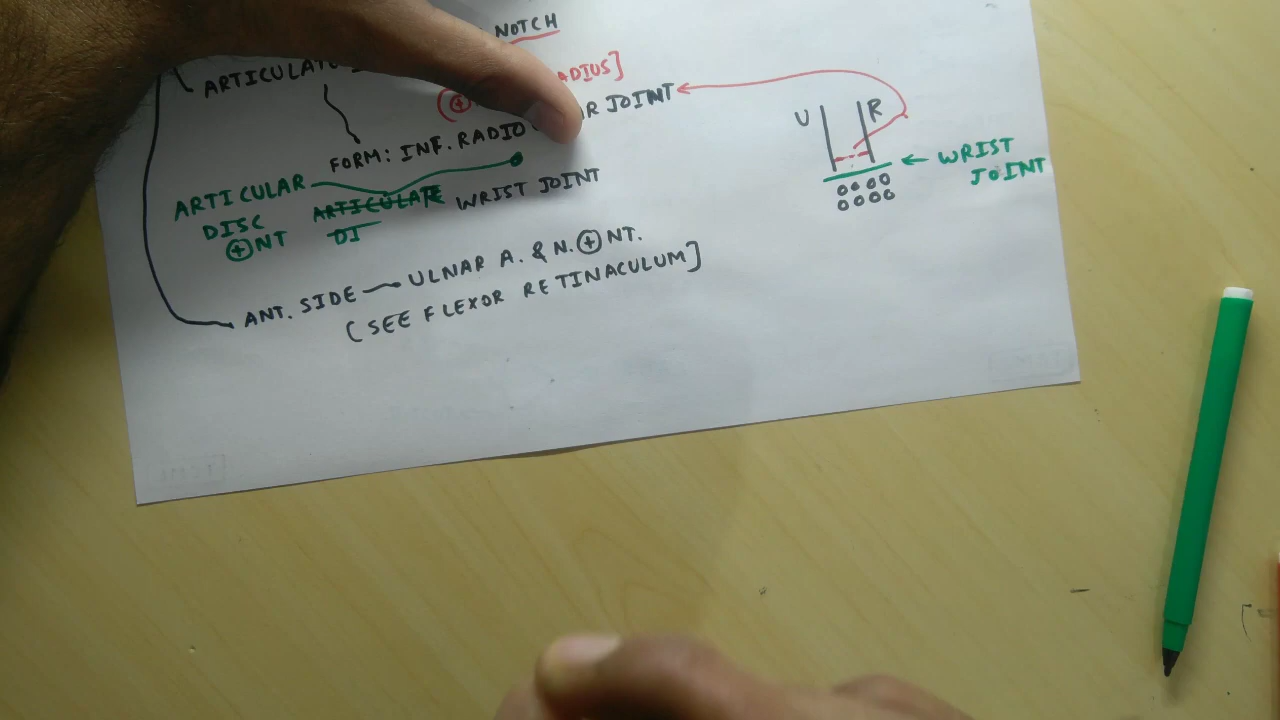 NOTCH
ADIUS]
ARTICULAT
(+
R JOINT
FORM: INF. RADIO
ARTICULAR
DISC
+NT
ARTICULATE
DI
WRIST JOINT
ANT. SIDE — ULNAR A. & N. + NT.
(SEE FLEXOR RETINACULUM]
U R
← WRIST
JOINT